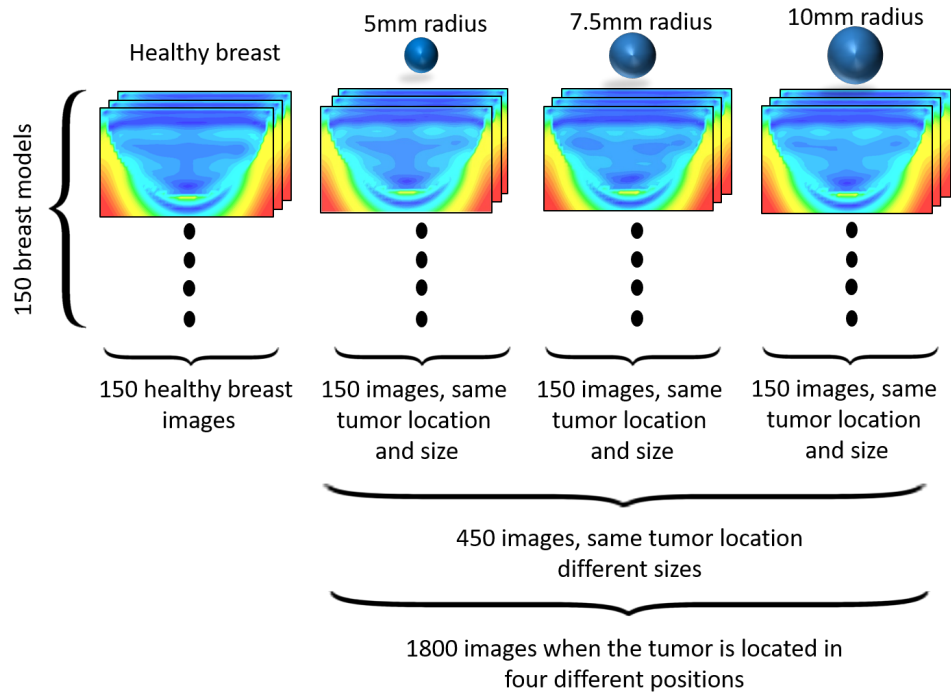 Healthy breast
5mm radius
7.5mm radius
10mm radius
150 breast models
150 healthy breast
images
150 images, same
tumor location
and size
150 images, same
tumor location
and size
150 images, same
tumor location
and size
450 images, same tumor location
different sizes
1800 images when the tumor is located in
four different positions